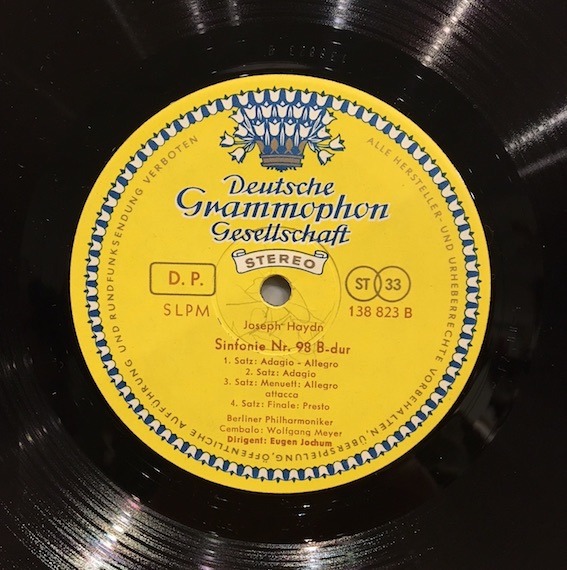 Deutsche
Grammophon
Gesellschaft
STEREO
D. P.
ST 33
SLPM
138 823 B
Joseph Haydn
Sinfonie Nr. 98 B-dur
1. Satz: Adagio – Allegro
2. Satz: Adagio
3. Satz: Menuett: Allegro
attacca
4. Satz: Finale: Presto
Berliner Philharmoniker
Cembalo: Wolfgang Meyer
Dirigent: Eugen Jochum
ALLE HERSTELLER- UND URHEBERRECHTE VORBEHALTEN, ÜBERSPIELUNG, ÖFFENTLICHE AUFFÜHRUNG UND RUNDFUNKSENDUNG VERBOTEN